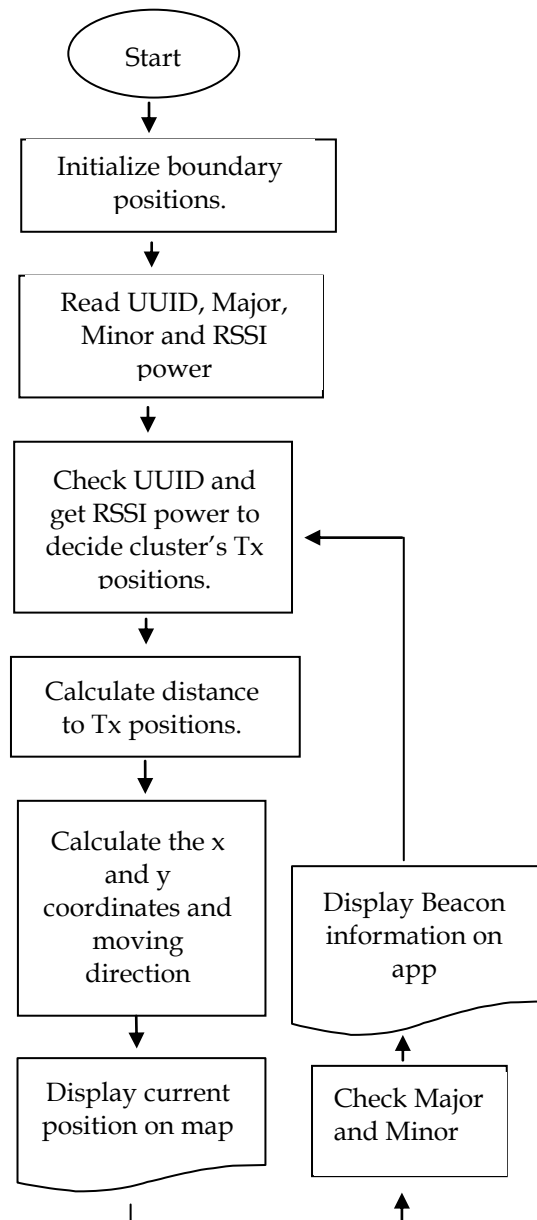 Start
Initialize boundary
positions.
Read UUID, Major,
Minor and RSSI
power
Check UUID and
get RSSI power to
decide cluster's Tx
positions.
Calculate distance
to Tx positions.
Calculate the x
and y
coordinates and
moving
direction
Display current
position on map
Check Major
and Minor
Display Beacon
information on
app